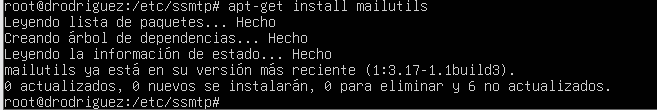 root@drodriguez:/etc/ssmtp# apt-get install mailutils
Leyendo lista de paquetes... Hecho
Creando árbol de dependencias... Hecho
Leyendo la información de estado... Hecho
mailutils ya está en su versión más reciente (1:3.17-1.1build3).
0 actualizados, 0 nuevos se instalarán, 0 para eliminar y 6 no actualizados.
root@drodriguez:/etc/ssmtp#